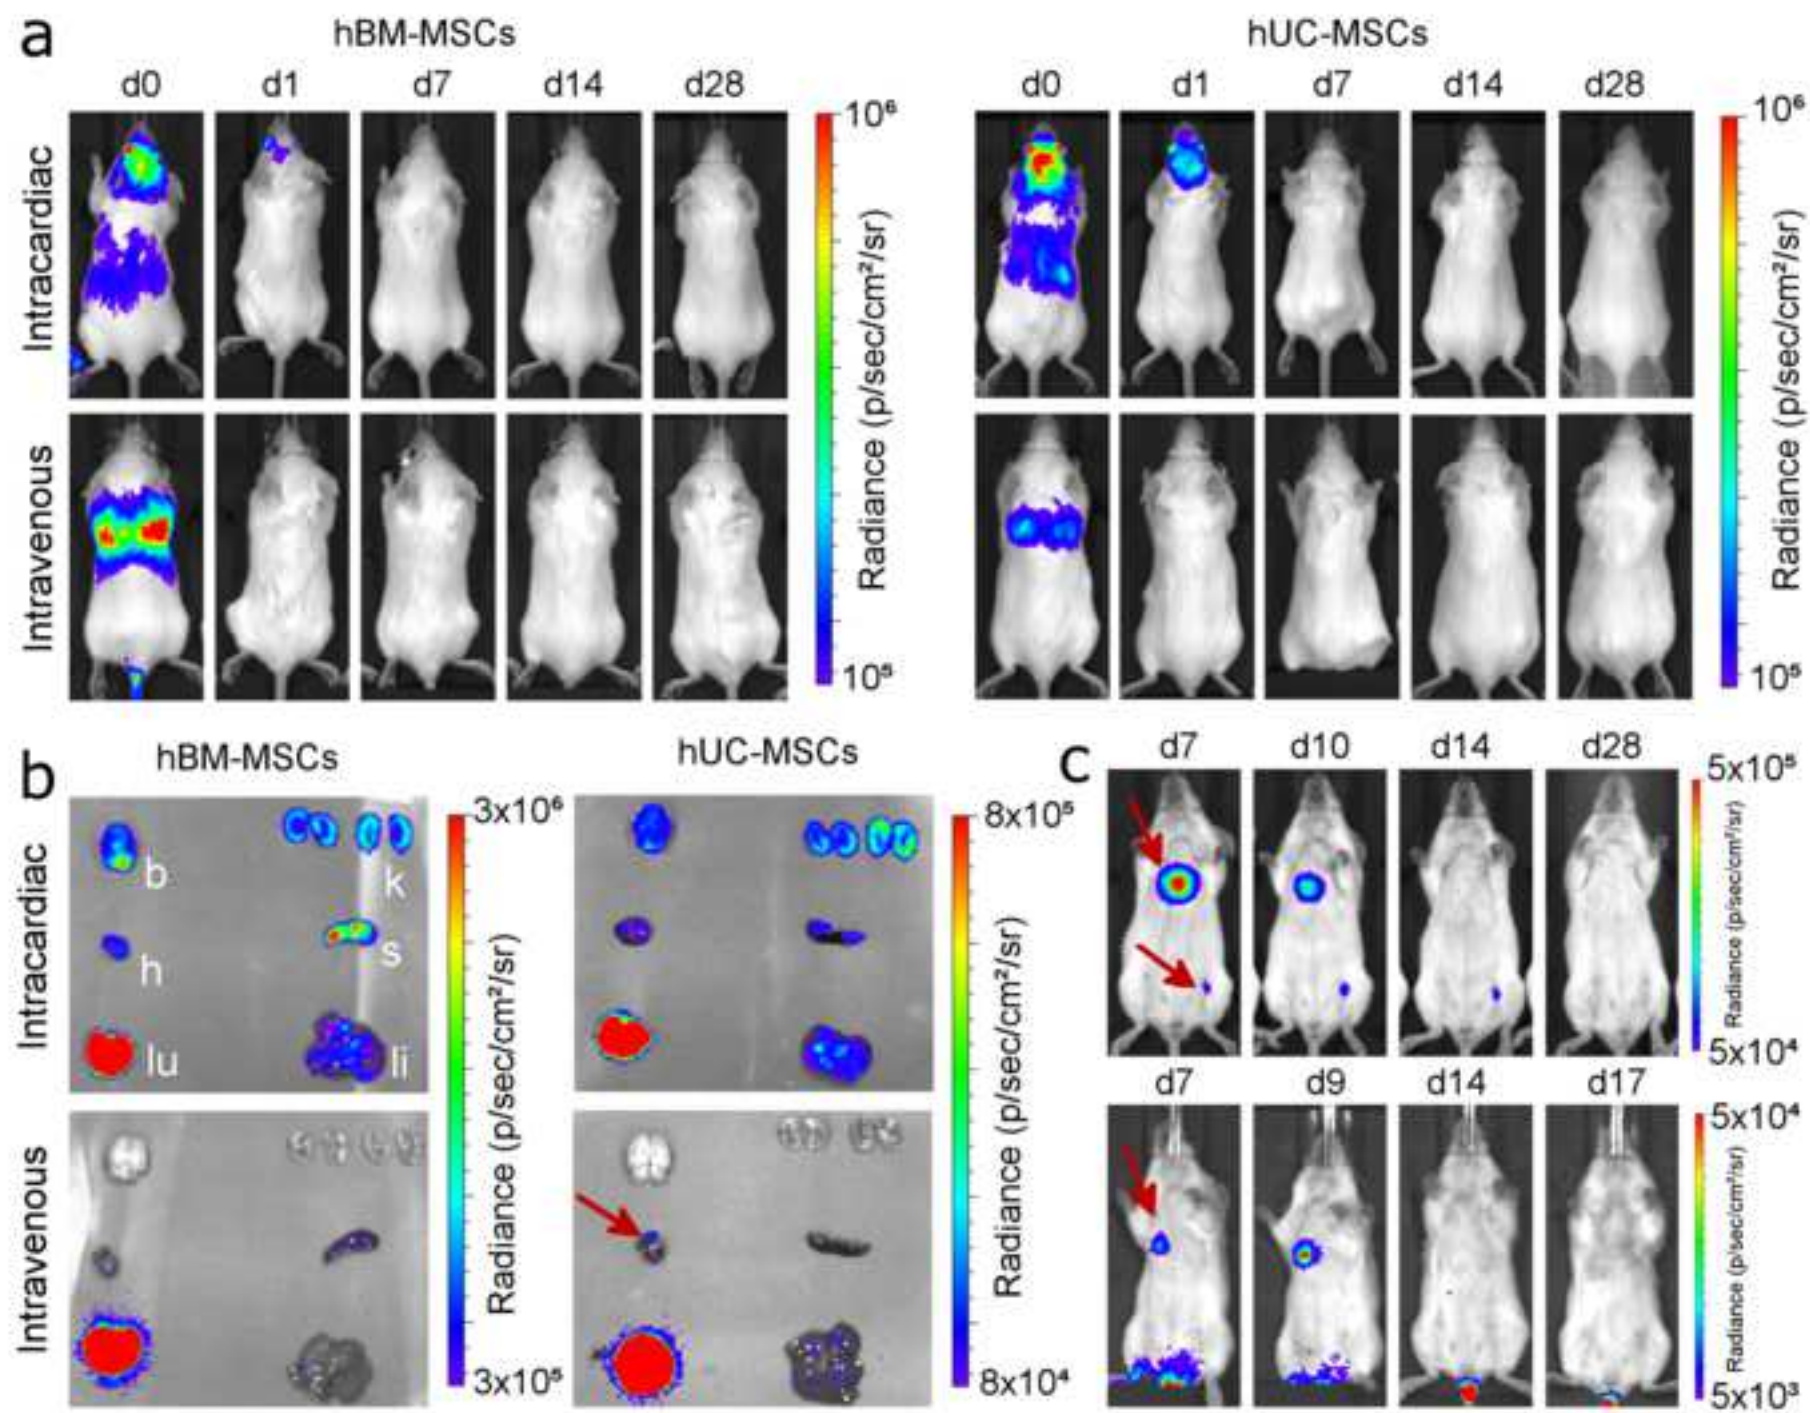 a
hBM-MSCs
hUC-MSCs
d0 d1 d7 d14 d28
d0 d1 d7 d14 d28
Intracardiac
Intravenous
10⁶
Radiance (p/sec/cm²/sr)
10⁵
10⁶
Radiance (p/sec/cm²/sr)
10⁵
b
hBM-MSCs
hUC-MSCs
Intracardiac
Intravenous
b
k
h
s
lu
li
3x10⁶
Radiance (p/sec/cm²/sr)
3x10⁵
8x10⁵
Radiance (p/sec/cm²/sr)
8x10⁴
c
d7 d10 d14 d28
5x10⁵
Radiance (p/sec/cm²/sr)
5x10⁴
d7 d9 d14 d17
5x10⁴
Radiance (p/sec/cm²/sr)
5x10³